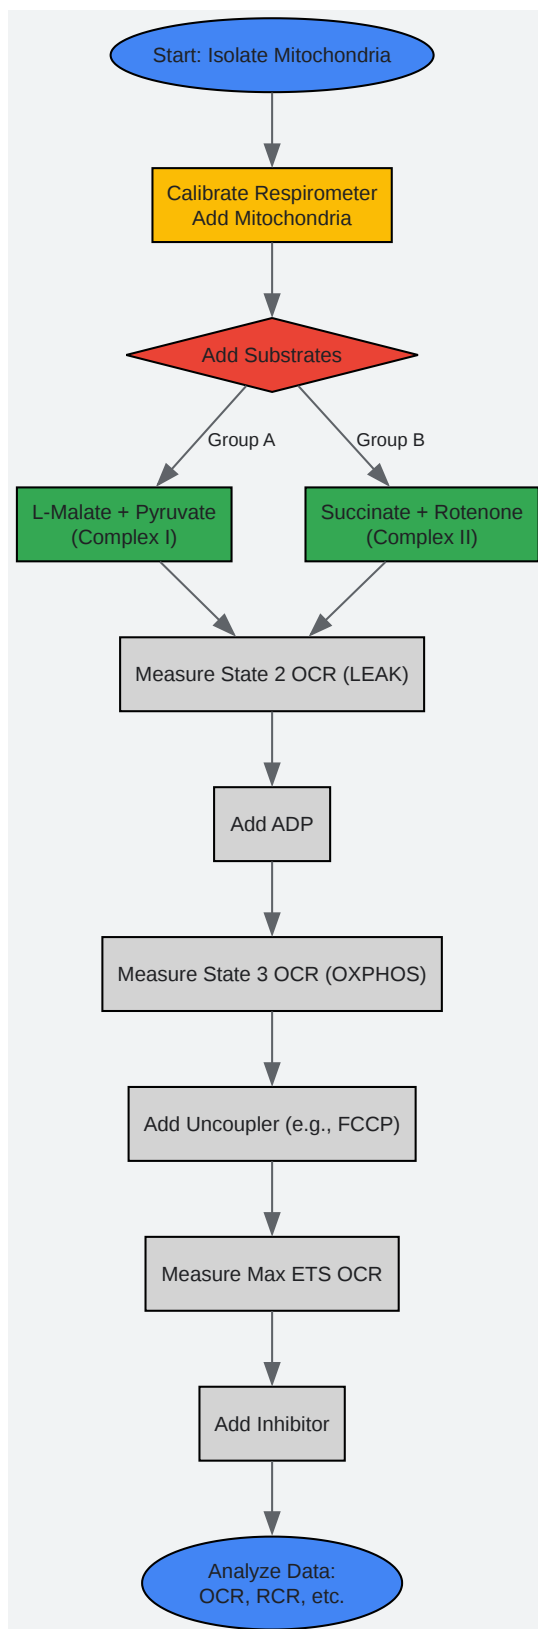 Start: Isolate Mitochondria
Calibrate Respirometer
Add Mitochondria
Add Substrates
Group A
Group B
L-Malate + Pyruvate
(Complex I)
Succinate + Rotenone
(Complex II)
Measure State 2 OCR (LEAK)
Add ADP
Measure State 3 OCR (OXPHOS)
Add Uncoupler (e.g., FCCP)
Measure Max ETS OCR
Add Inhibitor
Analyze Data:
OCR, RCR, etc.